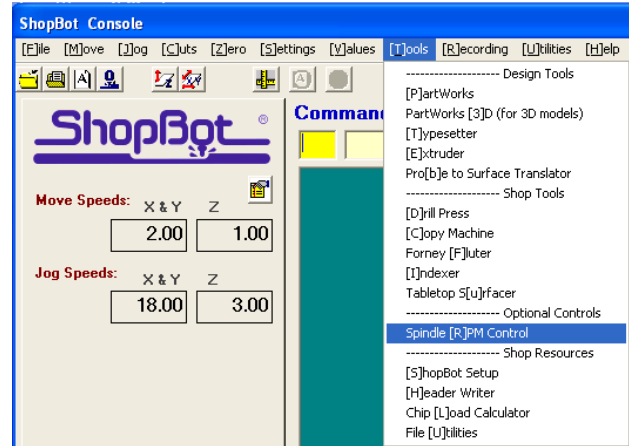 ShopBot Console
[F]ile [M]ove [J]og [C]uts [Z]ero [S]ettings [V]alues [T]ools [R]ecording [U]tilities [H]elp
ShopBot ®
Move Speeds: X & Y Z
2.00 1.00
Jog Speeds: X & Y Z
18.00 3.00
Comman
-------------------- Design Tools
[P]artWorks
PartWorks [3]D (for 3D models)
[T]ypesetter
[E]xtruder
Pro[b]e to Surface Translator
-------------------- Shop Tools
[D]rill Press
[C]opy Machine
Forney [F]luter
[I]ndexer
Tabletop S[u]rfacer
-------------------- Optional Controls
Spindle [R]PM Control
-------------------- Shop Resources
[S]hopBot Setup
[H]eader Writer
Chip [L]oad Calculator
File [U]tilities